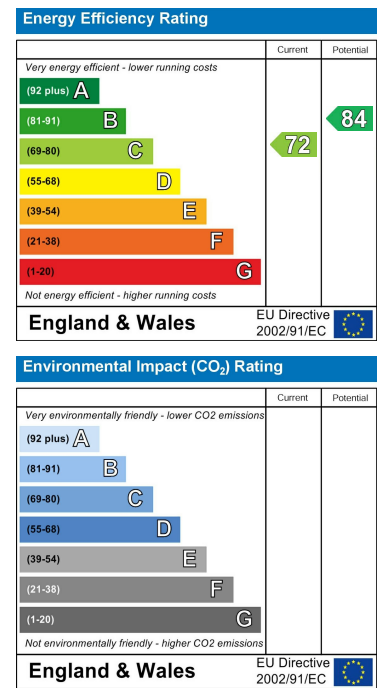 Energy Efficiency Rating
Current Potential
Very energy efficient - lower running costs
(92 plus) A
(81-91) B
84
(69-80) C
72
(55-68) D
(39-54) E
(21-38) F
(1-20) G
Not energy efficient - higher running costs
England & Wales
EU Directive
2002/91/EC
Environmental Impact (CO₂) Rating
Current Potential
Very environmentally friendly - lower CO2 emissions
(92 plus) A
(81-91) B
(69-80) C
(55-68) D
(39-54) E
(21-38) F
(1-20) G
Not environmentally friendly - higher CO2 emissions
England & Wales
EU Directive
2002/91/EC